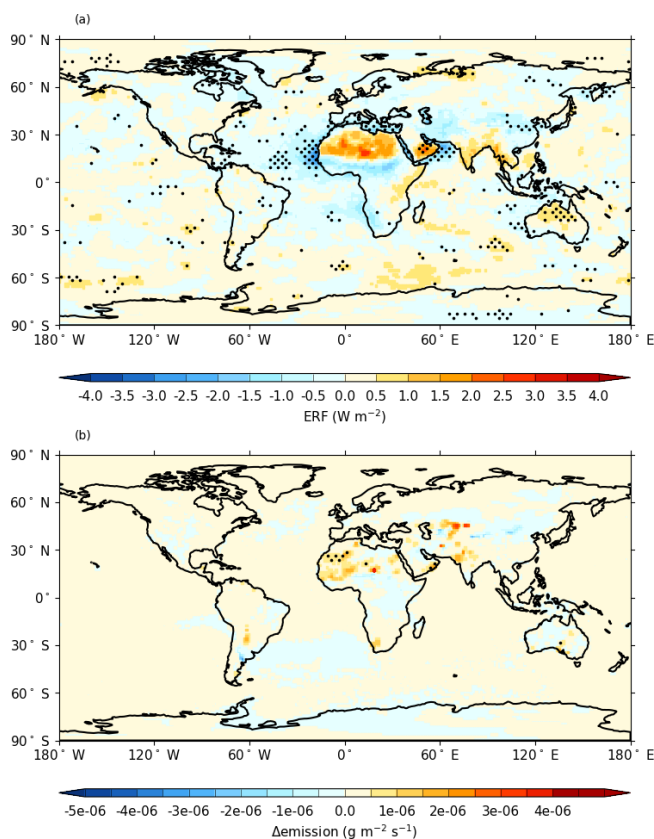 (a)
90° N
60° N
30° N
0°
30° S
60° S
90° S
180° W 120° W 60° W 0° 60° E 120° E 180° E
-4.0 -3.5 -3.0 -2.5 -2.0 -1.5 -1.0 -0.5 0.0 0.5 1.0 1.5 2.0 2.5 3.0 3.5 4.0
ERF (W m⁻²)
(b)
90° N
60° N
30° N
0°
30° S
60° S
90° S
180° W 120° W 60° W 0° 60° E 120° E 180° E
-5e-06 -4e-06 -3e-06 -2e-06 -1e-06 0.0 1e-06 2e-06 3e-06 4e-06
Δemission (g m⁻² s⁻¹)